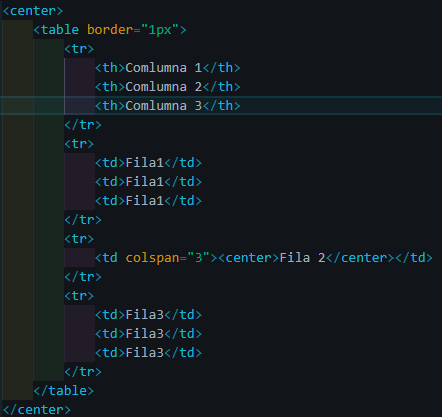 <center>
<table border="1px">
<tr>
<th>Comlumna 1</th>
<th>Comlumna 2</th>
<th>Comlumna 3</th>
</tr>
<tr>
<td>Fila1</td>
<td>Fila1</td>
<td>Fila1</td>
</tr>
<tr>
<td colspan="3"><center>Fila 2</center></td>
</tr>
<tr>
<td>Fila3</td>
<td>Fila3</td>
<td>Fila3</td>
</tr>
</table>
</center>